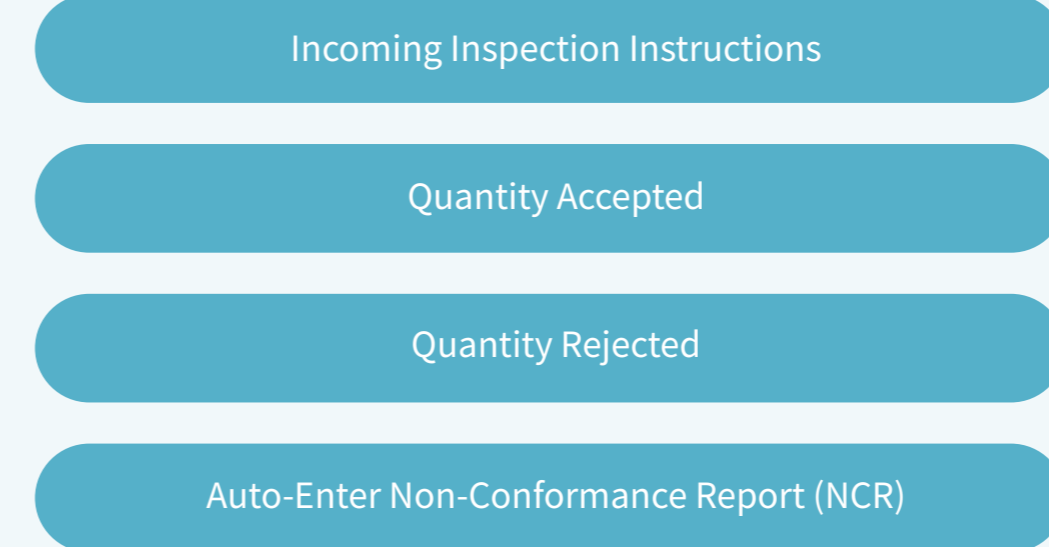 Incoming Inspection Instructions
Quantity Accepted
Quantity Rejected
Auto-Enter Non-Conformance Report (NCR)